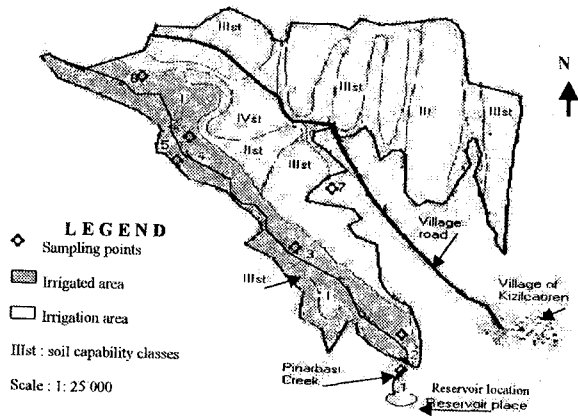 IIIst
N
6
I
IVst
IIIst
IIt
IIIst
5
4
IIst
IIIst
7
LEGEND
Sampling points
Irrigated area
Irrigation area
IIIst : soil capability classes
Scale : 1: 25 000
3
IIIst
I
Village
road
Village of
Kizilcaoren
2
Pinarbasi
Creek
1
Reservoir location
Reservoir place